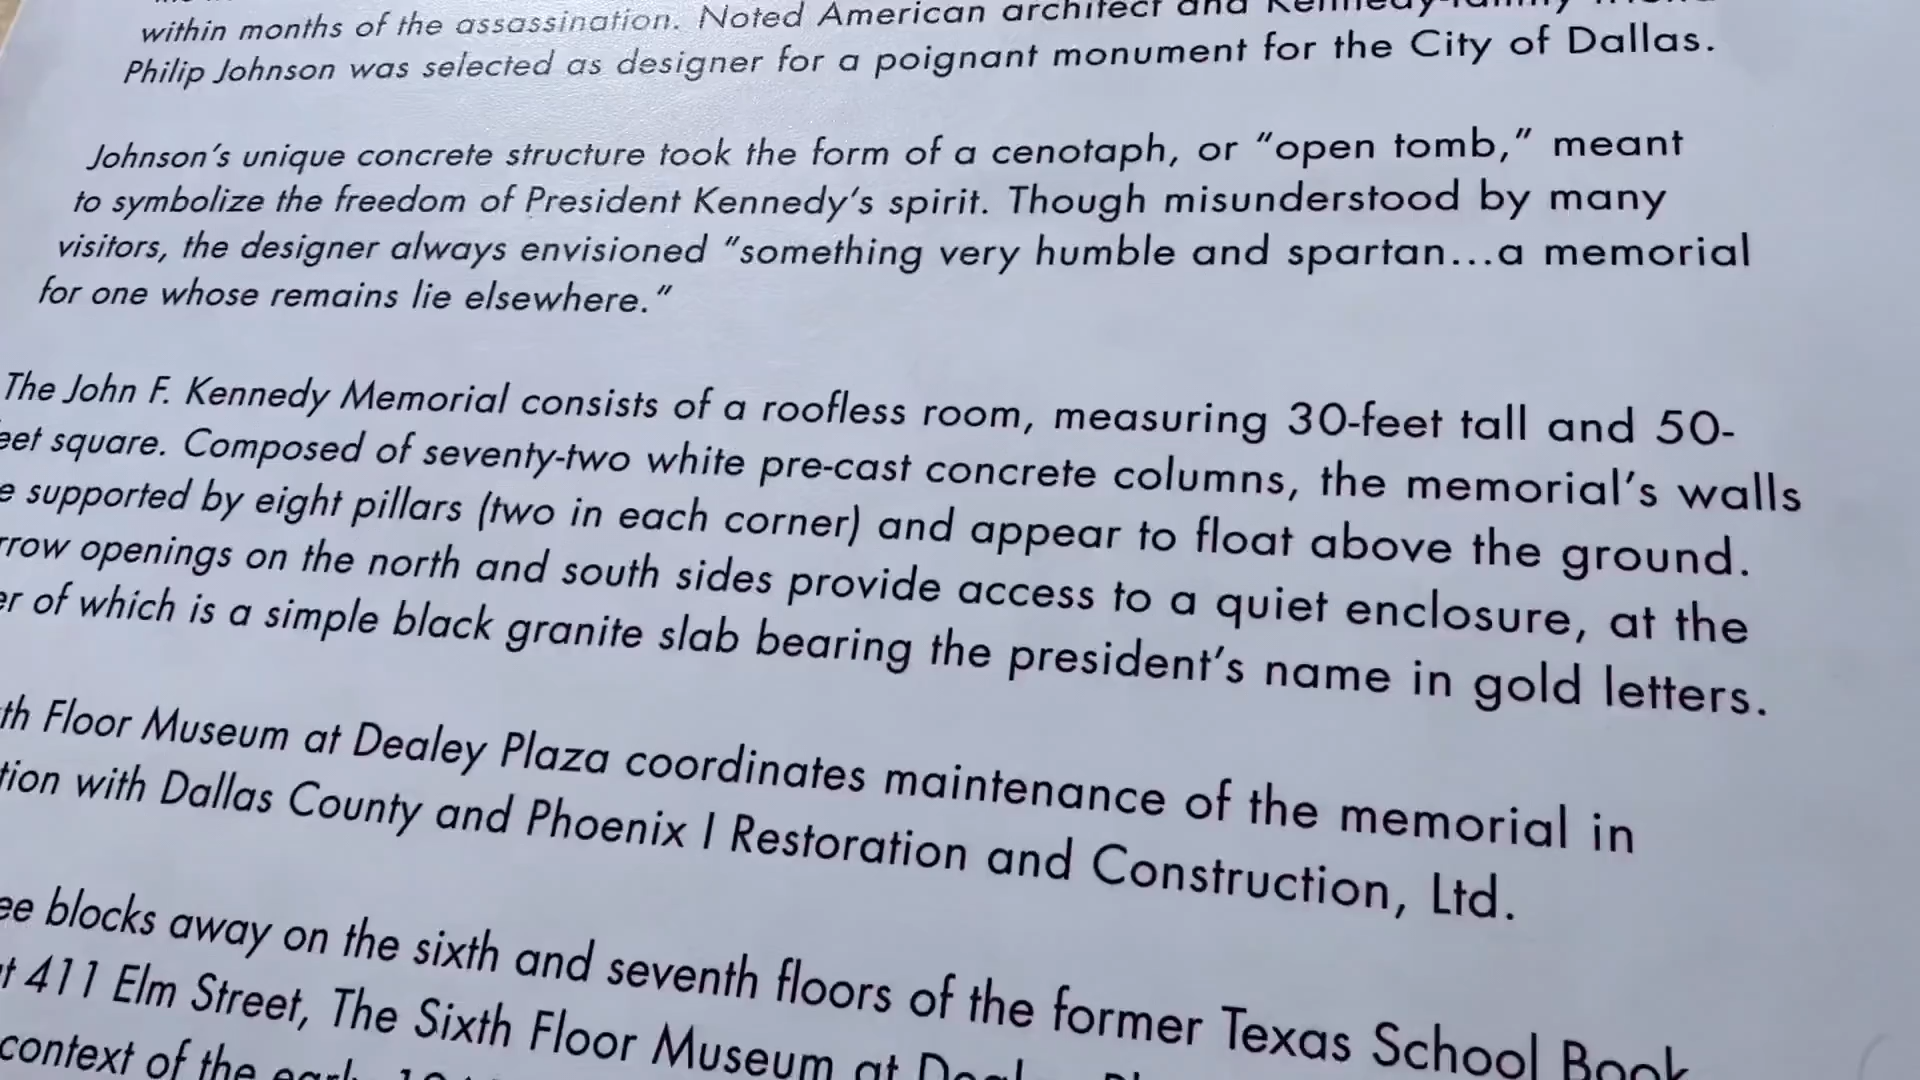 within months of the assassination. Noted American architect and
Philip Johnson was selected as designer for a poignant monument for the City of Dallas.
Johnson's unique concrete structure took the form of a cenotaph, or "open tomb," meant
to symbolize the freedom of President Kennedy's spirit. Though misunderstood by many
visitors, the designer always envisioned "something very humble and spartan...a memorial
for one whose remains lie elsewhere."
The John F. Kennedy Memorial consists of a roofless room, measuring 30-feet tall and 50-
eet square. Composed of seventy-two white pre-cast concrete columns, the memorial's walls
e supported by eight pillars (two in each corner) and appear to float above the ground.
rrow openings on the north and south sides provide access to a quiet enclosure, at the
er of which is a simple black granite slab bearing the president's name in gold letters.
th Floor Museum at Dealey Plaza coordinates maintenance of the memorial in
tion with Dallas County and Phoenix I Restoration and Construction, Ltd.
ee blocks away on the sixth and seventh floors of the former Texas School Book
t 411 Elm Street, The Sixth Floor Museum at
context of the